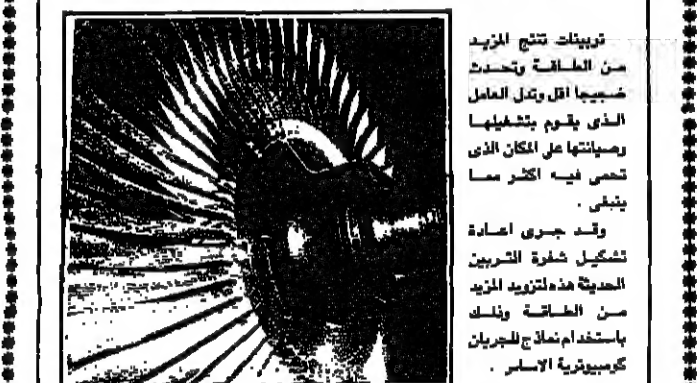 تربينات تنتج المزيد
من الطاقة وتحدث
ضجيجا اقل وتدل العامل
الذى يقوم بتشغيلها
وصيانتها على المكان الذى
تحمى فيه اكثر مما
ينبغى .
وقد جرى اعادة
تشكيل شفرة التربين
الحديثة هذه لتزويد المزيد
من الطاقة وذلك
باستخدام نماذج للجريان
كومبيوترية الاساس .